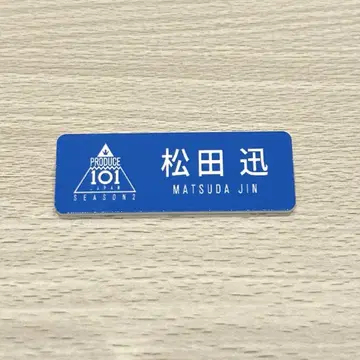 PRODUCE
101
JAPAN
SEASON2
松田 迅
MATSUDA JIN